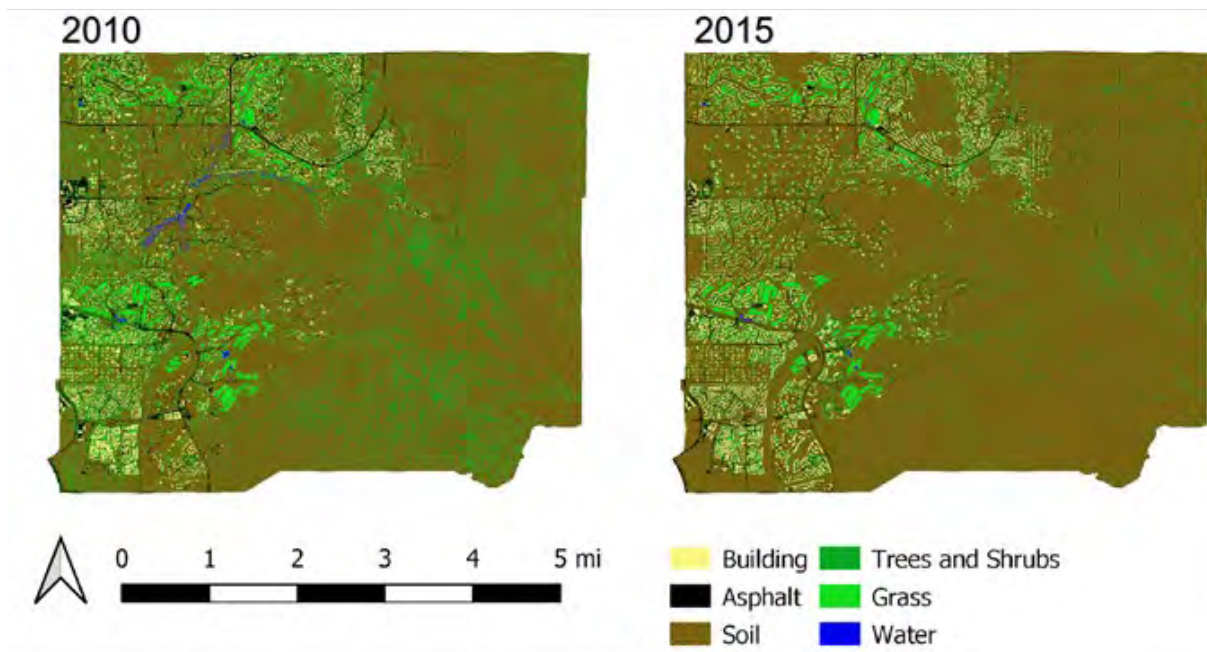 2010
2015
0 1 2 3 4 5 mi
Building
Trees and Shrubs
Asphalt
Grass
Soil
Water